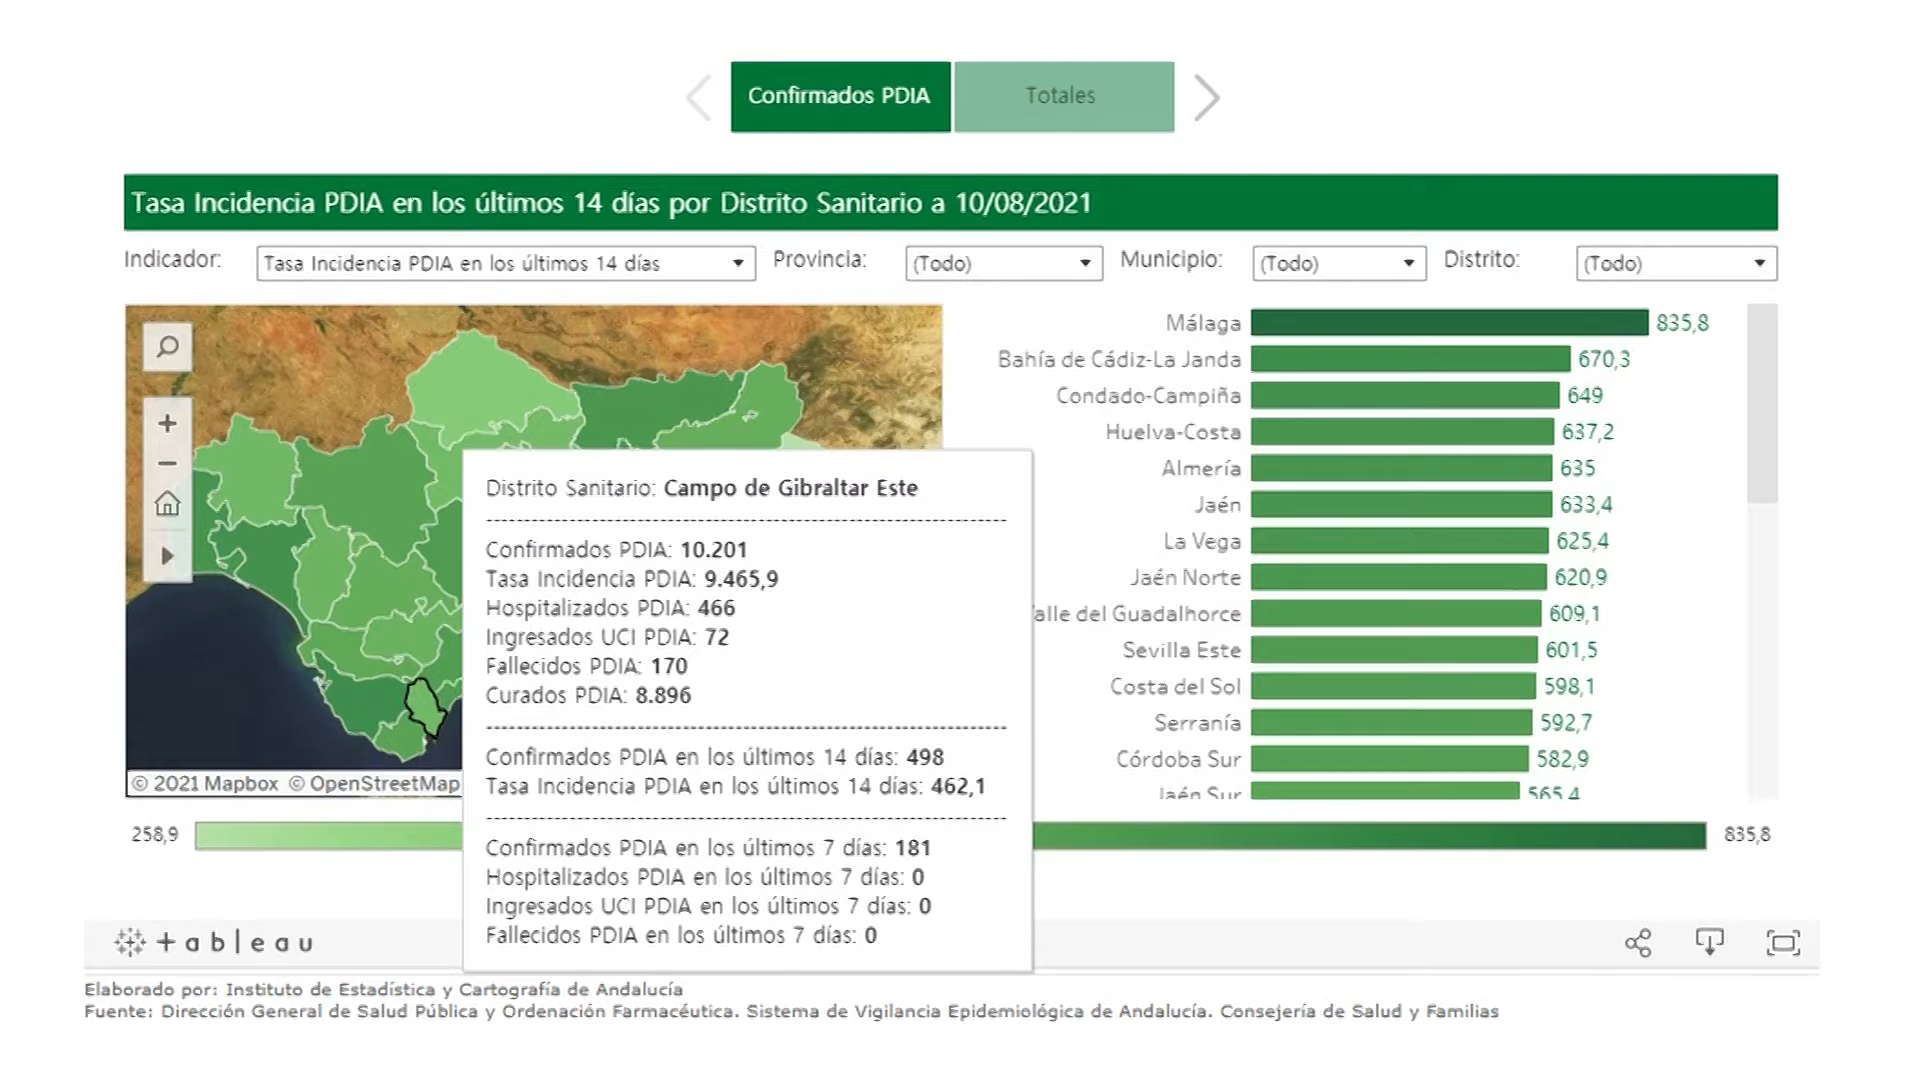 Confirmados PDIA
Totales
Tasa Incidencia PDIA en los últimos 14 días por Distrito Sanitario a 10/08/2021
Indicador:
Tasa Incidencia PDIA en los últimos 14 días
Provincia:
(Todo)
Municipio:
(Todo)
Distrito:
(Todo)
© 2021 Mapbox © OpenStreetMap
Distrito Sanitario: Campo de Gibraltar Este
Confirmados PDIA: 10.201
Tasa Incidencia PDIA: 9.465,9
Hospitalizados PDIA: 466
Ingresados UCI PDIA: 72
Fallecidos PDIA: 170
Curados PDIA: 8.896
Confirmados PDIA en los últimos 14 días: 498
Tasa Incidencia PDIA en los últimos 14 días: 462,1
Confirmados PDIA en los últimos 7 días: 181
Hospitalizados PDIA en los últimos 7 días: 0
Ingresados UCI PDIA en los últimos 7 días: 0
Fallecidos PDIA en los últimos 7 días: 0
Málaga 835,8
Bahía de Cádiz-La Janda 670,3
Condado-Campiña 649
Huelva-Costa 637,2
Almería 635
Jaén 633,4
La Vega 625,4
Jaén Norte 620,9
alle del Guadalhorce 609,1
Sevilla Este 601,5
Costa del Sol 598,1
Serranía 592,7
Córdoba Sur 582,9
Jaén Sur 565,4
258,9
835,8
+ a b l e a u
Elaborado por: Instituto de Estadística y Cartografía de Andalucía
Fuente: Dirección General de Salud Pública y Ordenación Farmacéutica. Sistema de Vigilancia Epidemiológica de Andalucía. Consejería de Salud y Familias